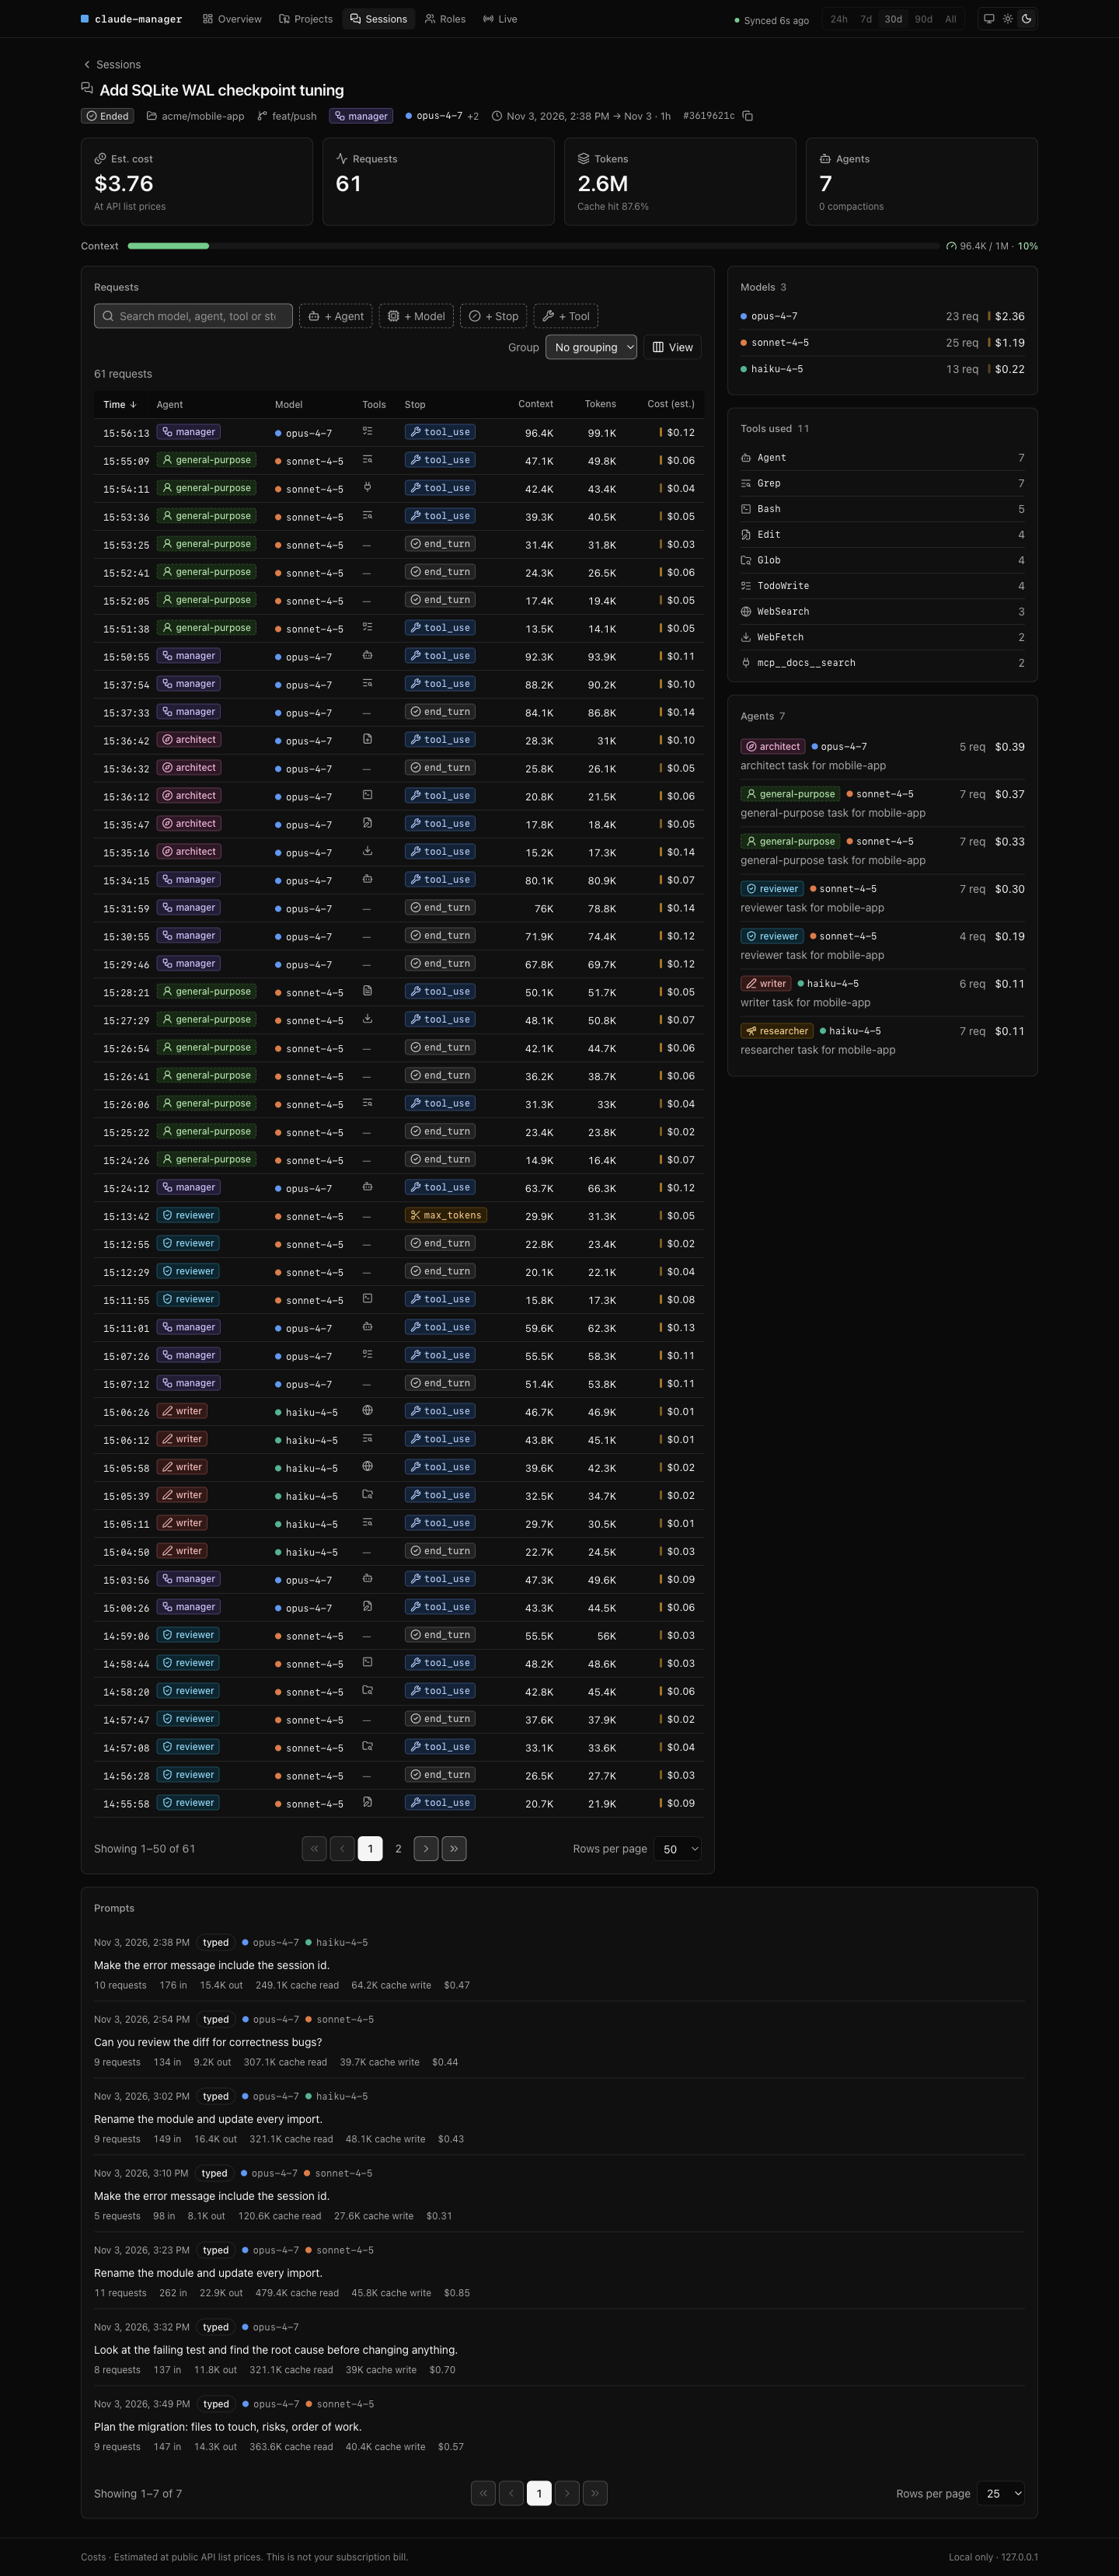 claude-manager Overview Projects Sessions Roles Live Synced 6s ago 24h 7d 30d 90d All
Sessions
Add SQLite WAL checkpoint tuning
Ended acme/mobile-app feat/push manager opus-4-7 +2 Nov 3, 2026, 2:38 PM → Nov 3 · 1h #3619621c
Est. cost
$3.76
At API list prices
Requests
61
Tokens
2.6M
Cache hit 87.6%
Agents
7
0 compactions
Context 96.4K / 1M · 10%
Requests
Search model, agent, tool or st + Agent + Model + Stop + Tool
Group No grouping View
61 requests
Time ↓ Agent Model Tools Stop Context Tokens Cost (est.)
15:56:13 manager opus-4-7 tool_use 96.4K 99.1K $0.12
15:55:09 general-purpose sonnet-4-5 tool_use 47.1K 49.8K $0.06
15:54:11 general-purpose sonnet-4-5 tool_use 42.4K 43.4K $0.04
15:53:36 general-purpose sonnet-4-5 tool_use 39.3K 40.5K $0.05
15:53:25 general-purpose sonnet-4-5 — end_turn 31.4K 31.8K $0.03
15:52:41 general-purpose sonnet-4-5 — end_turn 24.3K 26.5K $0.06
15:52:05 general-purpose sonnet-4-5 — end_turn 17.4K 19.4K $0.05
15:51:38 general-purpose sonnet-4-5 tool_use 13.5K 14.1K $0.05
15:50:55 manager opus-4-7 tool_use 92.3K 93.9K $0.11
15:37:54 manager opus-4-7 tool_use 88.2K 90.2K $0.10
15:37:33 manager opus-4-7 — end_turn 84.1K 86.8K $0.14
15:36:42 architect opus-4-7 tool_use 28.3K 31K $0.10
15:36:32 architect opus-4-7 — end_turn 25.8K 26.1K $0.05
15:36:12 architect opus-4-7 tool_use 20.8K 21.5K $0.06
15:35:47 architect opus-4-7 tool_use 17.8K 18.4K $0.05
15:35:16 architect opus-4-7 tool_use 15.2K 17.3K $0.14
15:34:15 manager opus-4-7 tool_use 80.1K 80.9K $0.07
15:31:59 manager opus-4-7 — end_turn 76K 78.8K $0.14
15:30:55 manager opus-4-7 — end_turn 71.9K 74.4K $0.12
15:29:46 manager opus-4-7 — end_turn 67.8K 69.7K $0.12
15:28:21 general-purpose sonnet-4-5 tool_use 50.1K 51.7K $0.05
15:27:29 general-purpose sonnet-4-5 tool_use 48.1K 50.8K $0.07
15:26:54 general-purpose sonnet-4-5 — end_turn 42.1K 44.7K $0.06
15:26:41 general-purpose sonnet-4-5 — end_turn 36.2K 38.7K $0.06
15:26:06 general-purpose sonnet-4-5 tool_use 31.3K 33K $0.04
15:25:22 general-purpose sonnet-4-5 — end_turn 23.4K 23.8K $0.02
15:24:26 general-purpose sonnet-4-5 — end_turn 14.9K 16.4K $0.07
15:24:12 manager opus-4-7 tool_use 63.7K 66.3K $0.12
15:13:42 reviewer sonnet-4-5 — max_tokens 29.9K 31.3K $0.05
15:12:55 reviewer sonnet-4-5 — end_turn 22.8K 23.4K $0.02
15:12:29 reviewer sonnet-4-5 — end_turn 20.1K 22.1K $0.04
15:11:55 reviewer sonnet-4-5 tool_use 15.8K 17.3K $0.08
15:11:01 manager opus-4-7 tool_use 59.6K 62.3K $0.13
15:07:26 manager opus-4-7 tool_use 55.5K 58.3K $0.11
15:07:12 manager opus-4-7 — end_turn 51.4K 53.8K $0.11
15:06:26 writer haiku-4-5 tool_use 46.7K 46.9K $0.01
15:06:12 writer haiku-4-5 tool_use 43.8K 45.1K $0.01
15:05:58 writer haiku-4-5 tool_use 39.6K 42.3K $0.02
15:05:39 writer haiku-4-5 tool_use 32.5K 34.7K $0.02
15:05:11 writer haiku-4-5 tool_use 29.7K 30.5K $0.01
15:04:50 writer haiku-4-5 — end_turn 22.7K 24.5K $0.03
15:03:56 manager opus-4-7 tool_use 47.3K 49.6K $0.09
15:00:26 manager opus-4-7 tool_use 43.3K 44.5K $0.06
14:59:06 reviewer sonnet-4-5 — end_turn 55.5K 56K $0.03
14:58:44 reviewer sonnet-4-5 tool_use 48.2K 48.6K $0.03
14:58:20 reviewer sonnet-4-5 tool_use 42.8K 45.4K $0.06
14:57:47 reviewer sonnet-4-5 — end_turn 37.6K 37.9K $0.02
14:57:08 reviewer sonnet-4-5 tool_use 33.1K 33.6K $0.04
14:56:28 reviewer sonnet-4-5 — end_turn 26.5K 27.7K $0.03
14:55:58 reviewer sonnet-4-5 tool_use 20.7K 21.9K $0.09
Showing 1–50 of 61 « ‹ 1 2 › » Rows per page 50
Models 3
opus-4-7 23 req $2.36
sonnet-4-5 25 req $1.19
haiku-4-5 13 req $0.22
Tools used 11
Agent 7
Grep 7
Bash 5
Edit 4
Glob 4
TodoWrite 4
WebSearch 3
WebFetch 2
mcp__docs__search 2
Agents 7
architect opus-4-7 5 req $0.39
architect task for mobile-app
general-purpose sonnet-4-5 7 req $0.37
general-purpose task for mobile-app
general-purpose sonnet-4-5 7 req $0.33
general-purpose task for mobile-app
reviewer sonnet-4-5 7 req $0.30
reviewer task for mobile-app
reviewer sonnet-4-5 4 req $0.19
reviewer task for mobile-app
writer haiku-4-5 6 req $0.11
writer task for mobile-app
researcher haiku-4-5 7 req $0.11
researcher task for mobile-app
Prompts
Nov 3, 2026, 2:38 PM typed opus-4-7 haiku-4-5
Make the error message include the session id.
10 requests 176 in 15.4K out 249.1K cache read 64.2K cache write $0.47
Nov 3, 2026, 2:54 PM typed opus-4-7 sonnet-4-5
Can you review the diff for correctness bugs?
9 requests 134 in 9.2K out 307.1K cache read 39.7K cache write $0.44
Nov 3, 2026, 3:02 PM typed opus-4-7 haiku-4-5
Rename the module and update every import.
9 requests 149 in 16.4K out 321.1K cache read 48.1K cache write $0.43
Nov 3, 2026, 3:10 PM typed opus-4-7 sonnet-4-5
Make the error message include the session id.
5 requests 98 in 8.1K out 120.6K cache read 27.6K cache write $0.31
Nov 3, 2026, 3:23 PM typed opus-4-7 sonnet-4-5
Rename the module and update every import.
11 requests 262 in 22.9K out 479.4K cache read 45.8K cache write $0.85
Nov 3, 2026, 3:32 PM typed opus-4-7
Look at the failing test and find the root cause before changing anything.
8 requests 137 in 11.8K out 321.1K cache read 39K cache write $0.70
Nov 3, 2026, 3:49 PM typed opus-4-7 sonnet-4-5
Plan the migration: files to touch, risks, order of work.
9 requests 147 in 14.3K out 363.6K cache read 40.4K cache write $0.57
Showing 1–7 of 7 « ‹ 1 › » Rows per page 25
Costs · Estimated at public API list prices. This is not your subscription bill. Local only · 127.0.0.1